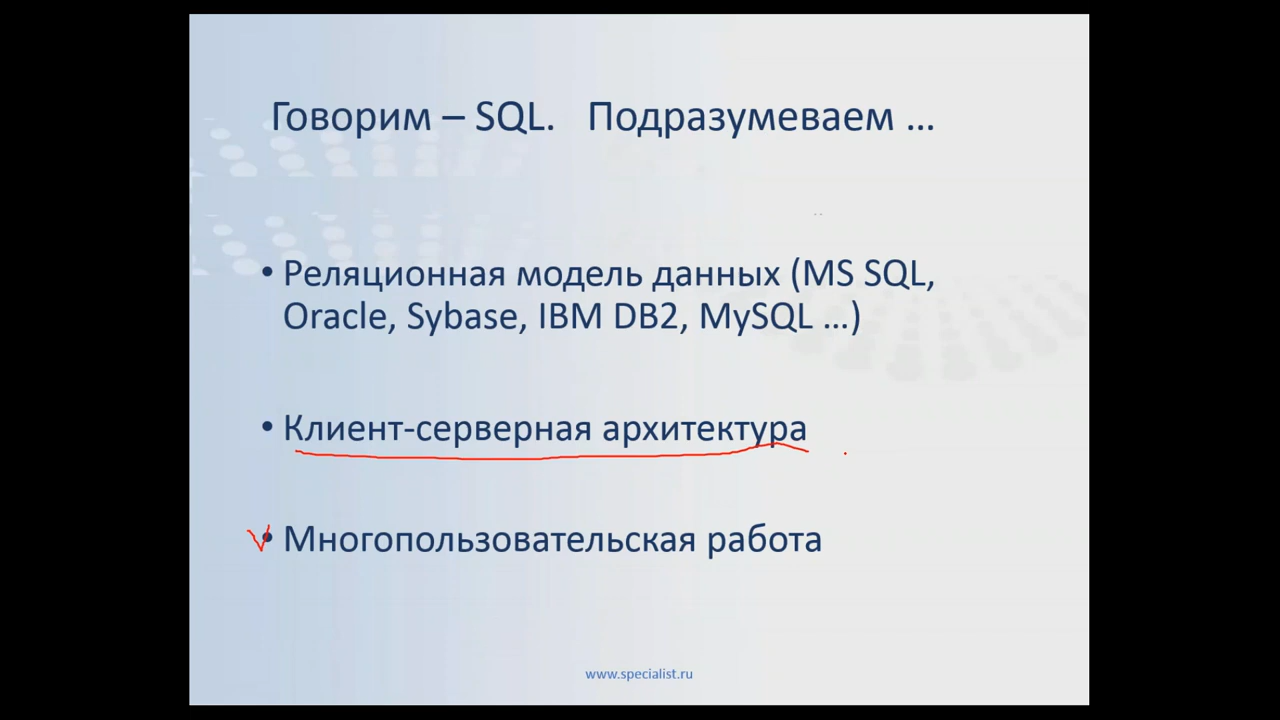 Говорим – SQL. Подразумеваем ...
• Реляционная модель данных (MS SQL,
Oracle, Sybase, IBM DB2, MySQL ...)
• Клиент-серверная архитектура
• Многопользовательская работа
www.specialist.ru